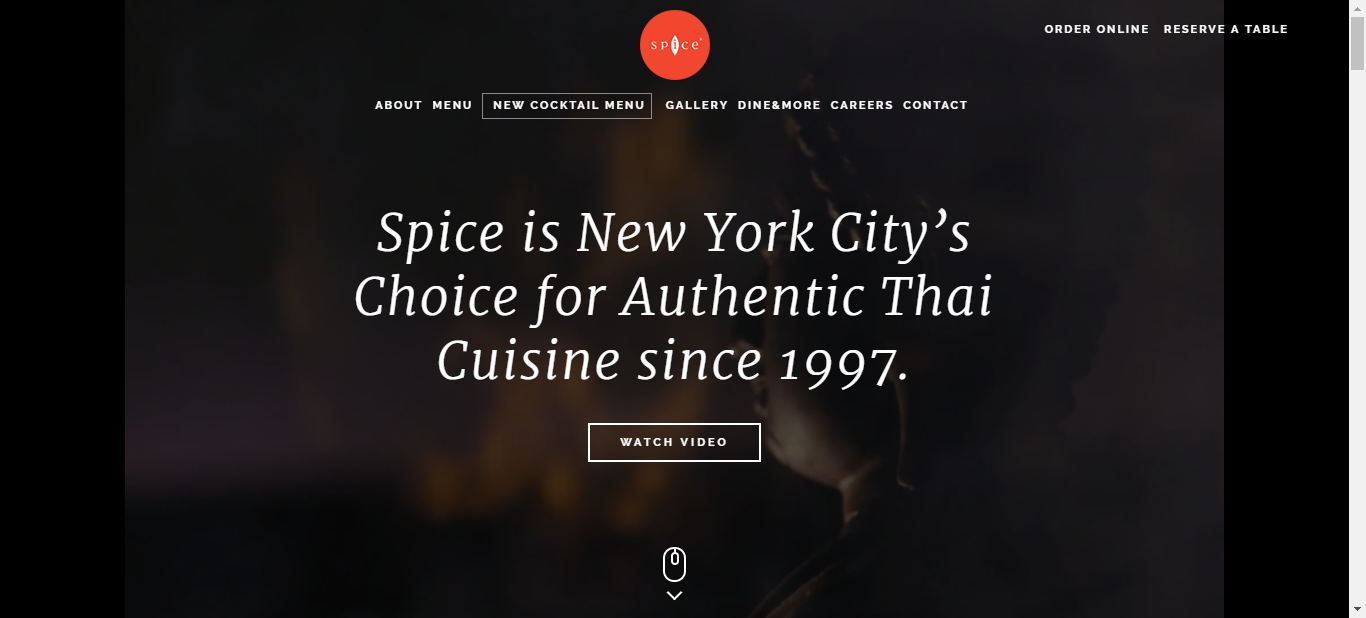 spice
ORDER ONLINE RESERVE A TABLE
ABOUT MENU NEW COCKTAIL MENU GALLERY DINE&MORE CAREERS CONTACT
Spice is New York City’s
Choice for Authentic Thai
Cuisine since 1997.
WATCH VIDEO